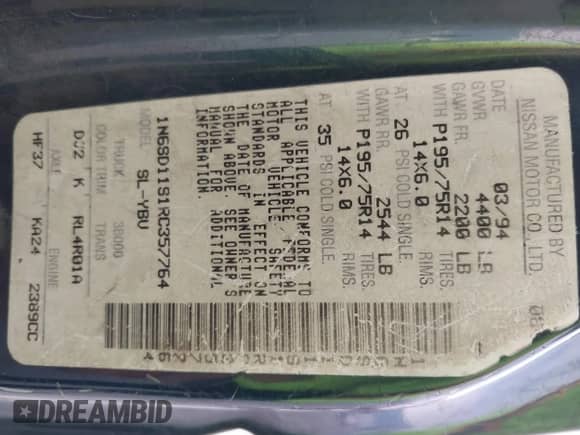 MANUFACTURED BY
NISSAN MOTOR CO., LTD.
DATE 03/94
GVWR 4400 LB
GAWR FR. 2200 LB
WITH P195/75R14 TIRES.
14X6.0 RIMS.
AT 26 PSI COLD SINGLE.
GAWR RR. 2544 LB
WITH P195/75R14 TIRES.
14X6.0 RIMS.
AT 35 PSI COLD SINGLE.
THIS VEHICLE CONFORMS TO
ALL APPLICABLE FEDERAL
MOTOR VEHICLE SAFETY
STANDARDS IN EFFECT ON
THE DATE OF MANUFACTURE
SHOWN ABOVE. SEE OWNER'S
MANUAL FOR ADDITIONAL
1N6SD11S1RC357764
MODEL SL-YBV
TRUCK 38000
COLOR TRIM TRANS
DJ2 K RL4R01A
AXLE ENGINE
HF37 KA24 2389CC
DREAMBID